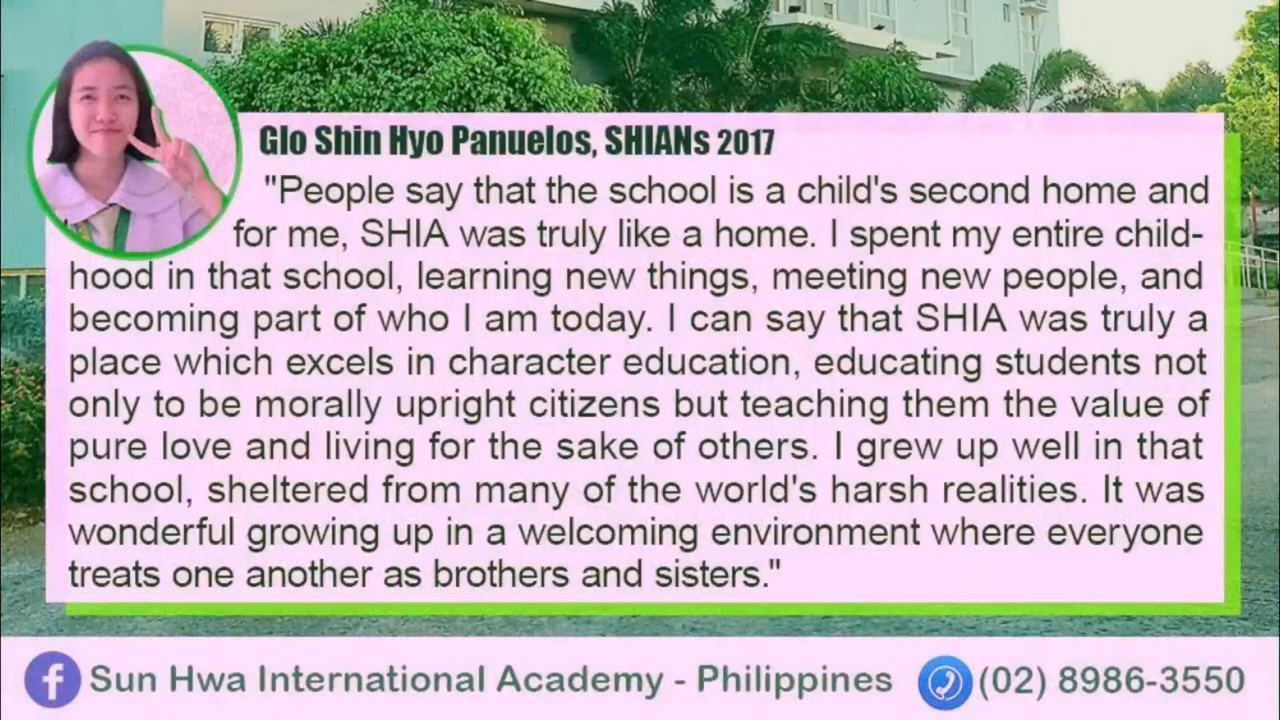 Glo Shin Hyo Panuelos, SHIANs 2017
"People say that the school is a child's second home and
for me, SHIA was truly like a home. I spent my entire child-
hood in that school, learning new things, meeting new people, and
becoming part of who I am today. I can say that SHIA was truly a
place which excels in character education, educating students not
only to be morally upright citizens but teaching them the value of
pure love and living for the sake of others. I grew up well in that
school, sheltered from many of the world's harsh realities. It was
wonderful growing up in a welcoming environment where everyone
treats one another as brothers and sisters."
Sun Hwa International Academy - Philippines (02) 8986-3550